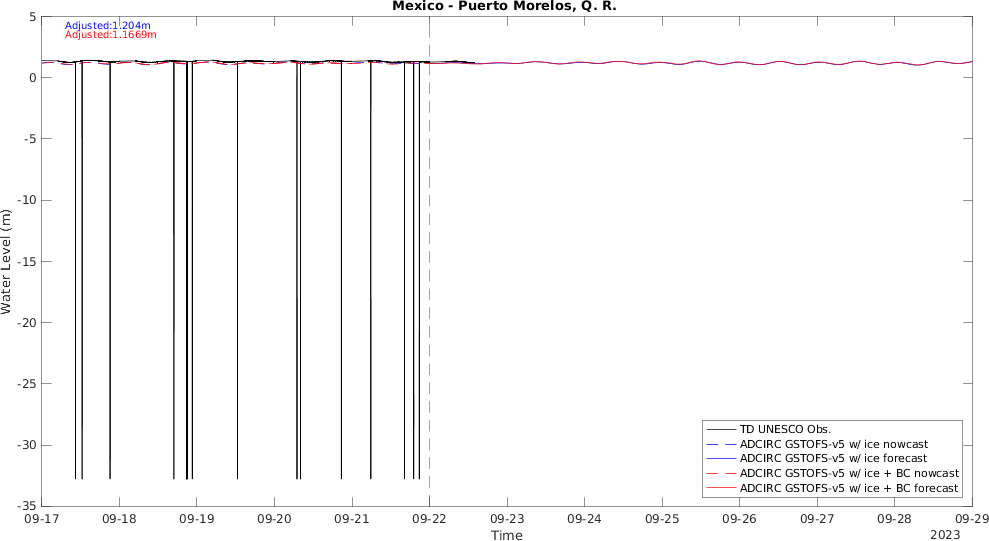 Mexico - Puerto Morelos, Q. R.
Adjusted:1.204m
Adjusted:1.1669m
5
0
-5
-10
-15
-20
-25
-30
-35
Water Level (m)
TD UNESCO Obs.
ADCIRC GSTOFS-v5 w/ ice nowcast
ADCIRC GSTOFS-v5 w/ ice forecast
ADCIRC GSTOFS-v5 w/ ice + BC nowcast
ADCIRC GSTOFS-v5 w/ ice + BC forecast
09-17 09-18 09-19 09-20 09-21 09-22 09-23 09-24 09-25 09-26 09-27 09-28 09-29
Time
2023